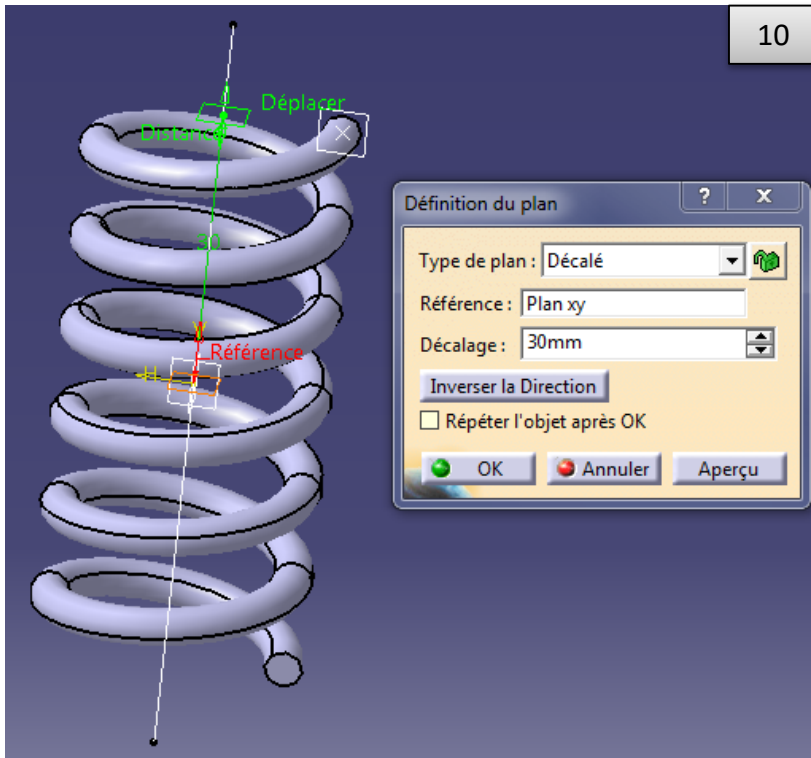 10
Déplacer
Distance
30
V
Référence
H
Définition du plan
?
X
Type de plan : Décalé
Référence : Plan xy
Décalage : 30mm
Inverser la Direction
Répéter l'objet après OK
OK
Annuler
Aperçu